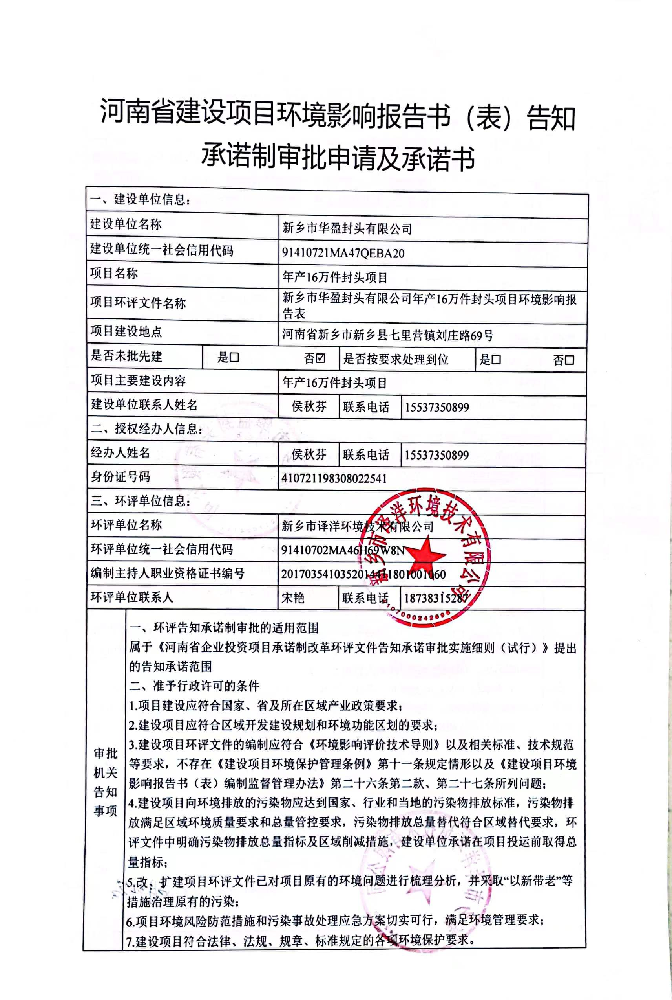 河南省建设项目环境影响报告书（表）告知
承诺制审批申请及承诺书
一、建设单位信息：
建设单位名称 新乡市华盈封头有限公司
建设单位统一社会信用代码 91410721MA47QEBA20
项目名称 年产16万件封头项目
项目环评文件名称 新乡市华盈封头有限公司年产16万件封头项目环境影响报
告表
项目建设地点 河南省新乡市新乡县七里营镇刘庄路69号
是否未批先建 是☐ 否☑ 是否按要求处理到位 是☐ 否☐
项目主要建设内容 年产16万件封头项目
建设单位联系人姓名 侯秋芬 联系电话 15537350899
二、授权经办人信息：
经办人姓名 侯秋芬 联系电话 15537350899
身份证号码 410721198308022541
三、环评单位信息：
环评单位名称 新乡市译洋环境技术有限公司
环评单位统一社会信用代码 91410702MA46H69W8N
编制主持人职业资格证书编号 2017035410352014411801001060
环评单位联系人 宋艳 联系电话 18738315287
新乡市译洋环境技术有限公司
审批
机关
告知
事项
一、环评告知承诺制审批的适用范围
属于《河南省企业投资项目承诺制改革环评文件告知承诺审批实施细则（试行）》提出
的告知承诺范围
二、准予行政许可的条件
1.项目建设应符合国家、省及所在区域产业政策要求；
2.建设项目应符合区域开发建设规划和环境功能区划的要求；
3.建设项目环评文件的编制应符合《环境影响评价技术导则》以及相关标准、技术规范
等要求，不存在《建设项目环境保护管理条例》第十一条规定情形以及《建设项目环境
影响报告书（表）编制监督管理办法》第二十六条第二款、第二十七条所列问题；
4.建设项目向环境排放的污染物应达到国家、行业和当地的污染物排放标准，污染物排
放满足区域环境质量要求和总量管控要求，污染物排放总量替代符合区域替代要求，环
评文件中明确污染物排放总量指标及区域削减措施，建设单位承诺在项目投运前取得总
量指标；
5.改、扩建项目环评文件已对项目原有的环境问题进行梳理分析，并采取“以新带老”等
措施治理原有的污染；
6.项目环境风险防范措施和污染事故处理应急方案切实可行，满足环境管理要求；
7.建设项目符合法律、法规、规章、标准规定的各项环境保护要求。